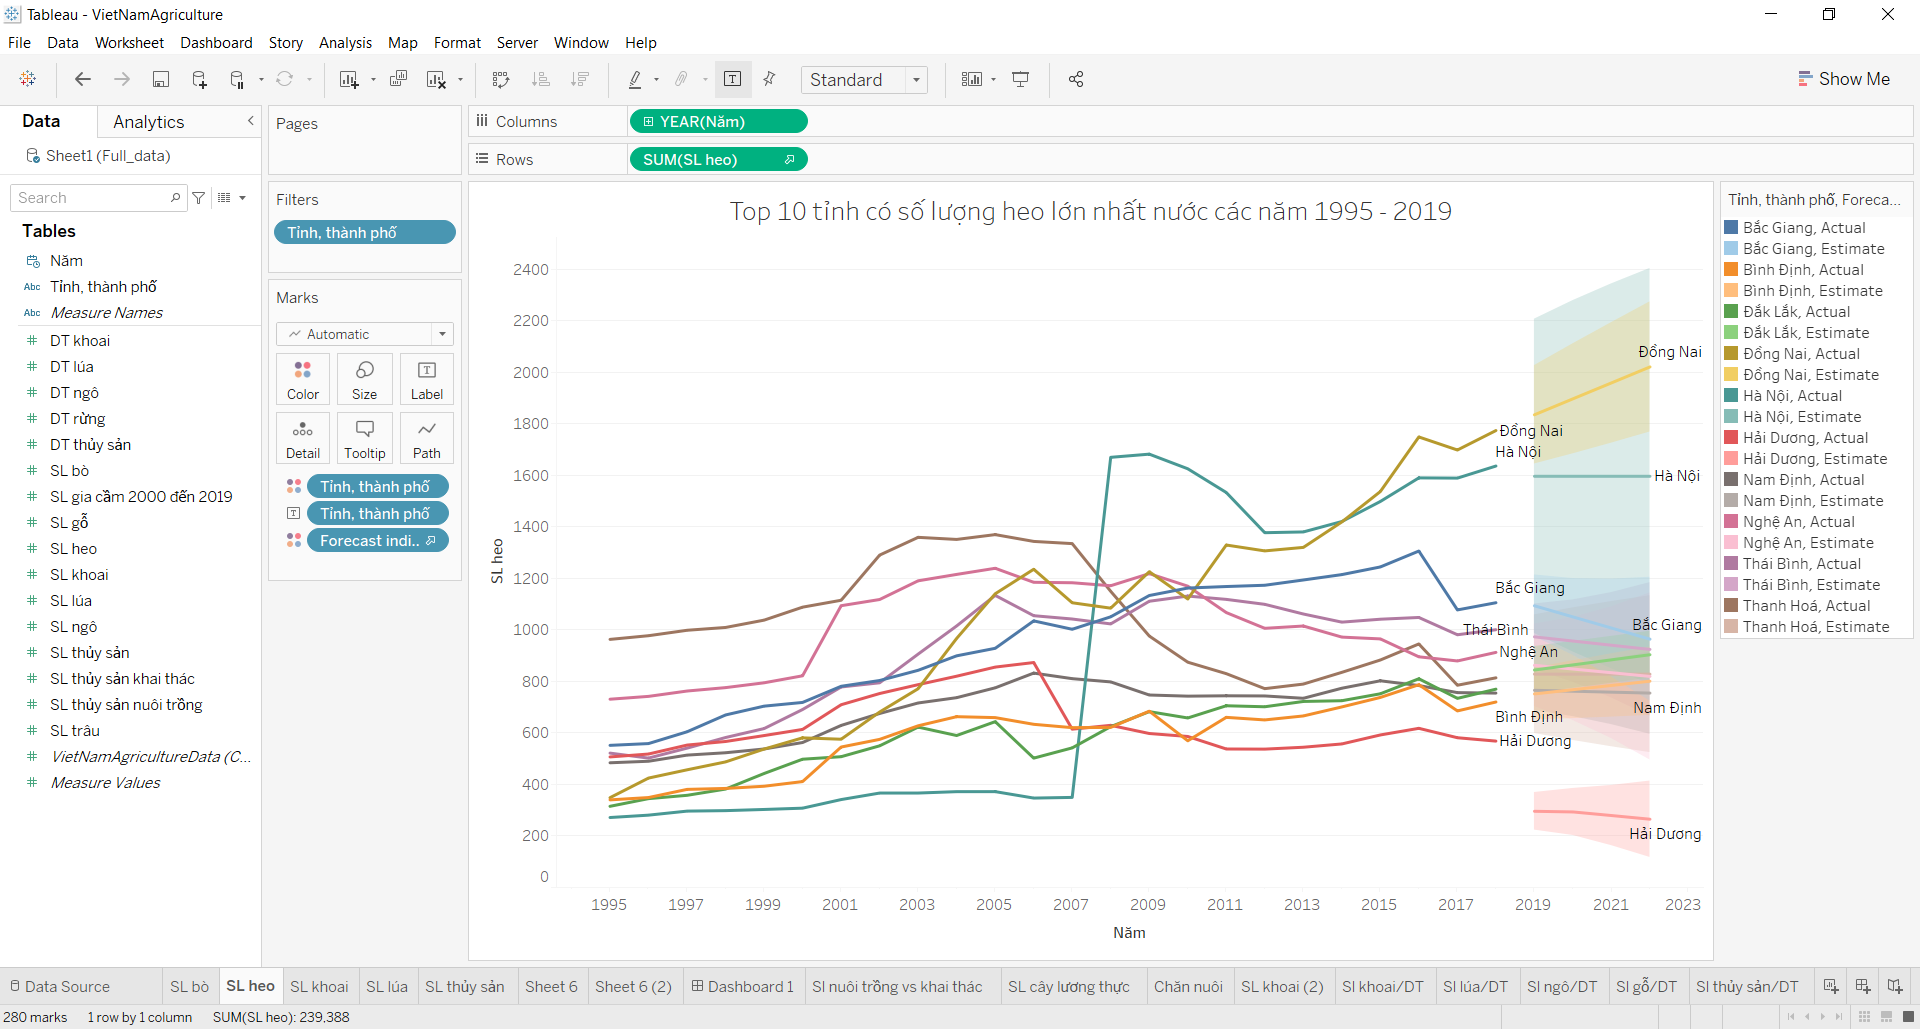 Tableau - VietNamAgriculture
File Data Worksheet Dashboard Story Analysis Map Format Server Window Help
Standard
Show Me
Data Analytics
Sheet1 (Full_data)
Search
Tables
Năm
Abc Tỉnh, thành phố
Abc Measure Names
DT khoai
DT lúa
DT ngô
DT rừng
DT thủy sản
SL bò
SL gia cầm 2000 đến 2019
SL gỗ
SL heo
SL khoai
SL lúa
SL ngô
SL thủy sản
SL thủy sản khai thác
SL thủy sản nuôi trồng
SL trâu
VietNamAgricultureData (C...
Measure Values
Pages
Filters
Tỉnh, thành phố
Marks
Automatic
Color Size Label
Detail Tooltip Path
Tỉnh, thành phố
Tỉnh, thành phố
Forecast indi..
Columns YEAR(Năm)
Rows SUM(SL heo)
Top 10 tỉnh có số lượng heo lớn nhất nước các năm 1995 - 2019
SL heo
2400
2200
2000
1800
1600
1400
1200
1000
800
600
400
200
0
Đồng Nai
Đồng Nai
Hà Nội
Hà Nội
Bắc Giang
Bắc Giang
Thái Bình
Nghệ An
Nam Định
Bình Định
Hải Dương
Hải Dương
1995 1997 1999 2001 2003 2005 2007 2009 2011 2013 2015 2017 2019 2021 2023
Năm
Tỉnh, thành phố, Foreca...
Bắc Giang, Actual
Bắc Giang, Estimate
Bình Định, Actual
Bình Định, Estimate
Đắk Lắk, Actual
Đắk Lắk, Estimate
Đồng Nai, Actual
Đồng Nai, Estimate
Hà Nội, Actual
Hà Nội, Estimate
Hải Dương, Actual
Hải Dương, Estimate
Nam Định, Actual
Nam Định, Estimate
Nghệ An, Actual
Nghệ An, Estimate
Thái Bình, Actual
Thái Bình, Estimate
Thanh Hoá, Actual
Thanh Hoá, Estimate
Data Source SL bò SL heo SL khoai SL lúa SL thủy sản Sheet 6 Sheet 6 (2) Dashboard 1 Sl nuôi trồng vs khai thác SL cây lương thực Chăn nuôi SL khoai (2) Sl khoai/DT Sl lúa/DT Sl ngô/DT Sl gỗ/DT Sl thủy sản/DT
280 marks 1 row by 1 column SUM(SL heo): 239,388